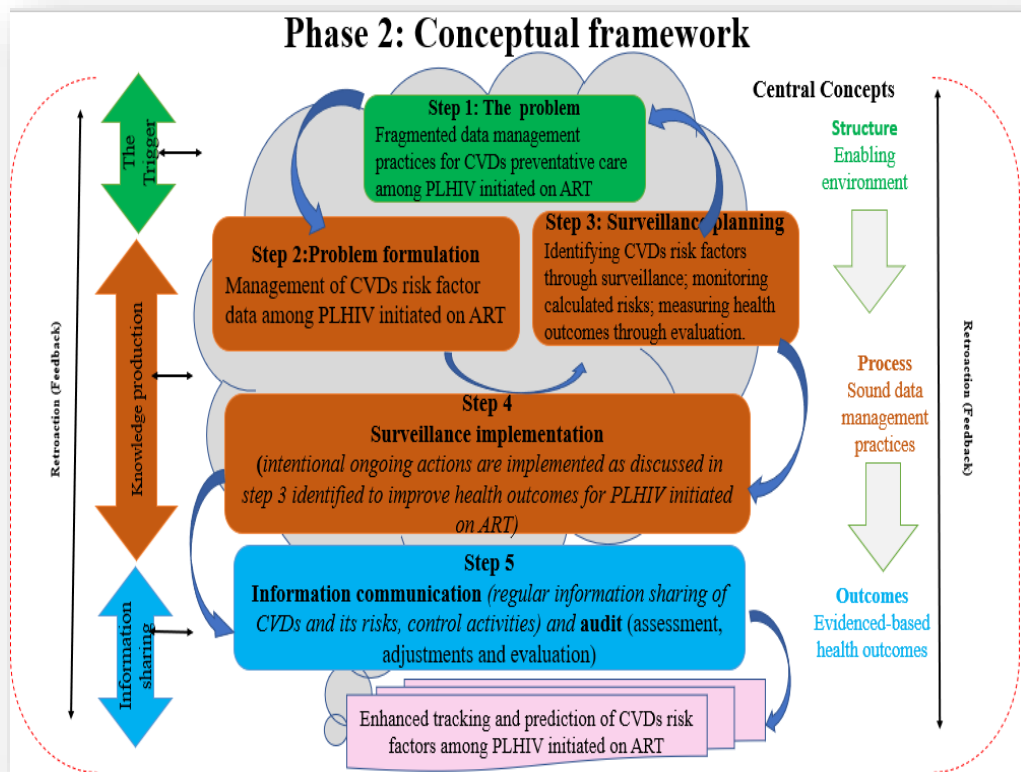 Phase 2: Conceptual framework
The
Trigger
Knowledge production
Information
sharing
Retroaction (Feedback)
Step 1: The problem
Fragmented data management
practices for CVDs preventative care
among PLHIV initiated on ART
Step 2:Problem formulation
Management of CVDs risk factor
data among PLHIV initiated on ART
Step 3: Surveillance planning
Identifying CVDs risk factors
through surveillance; monitoring
calculated risks; measuring health
outcomes through evaluation.
Step 4
Surveillance implementation
(intentional ongoing actions are implemented as discussed in
step 3 identified to improve health outcomes for PLHIV initiated
on ART)
Step 5
Information communication (regular information sharing of
CVDs and its risks, control activities) and audit (assessment,
adjustments and evaluation)
Enhanced tracking and prediction of CVDs risk
factors among PLHIV initiated on ART
Central Concepts
Structure
Enabling
environment
Process
Sound data
management
practices
Outcomes
Evidenced-based
health outcomes
Retroaction (Feedback)